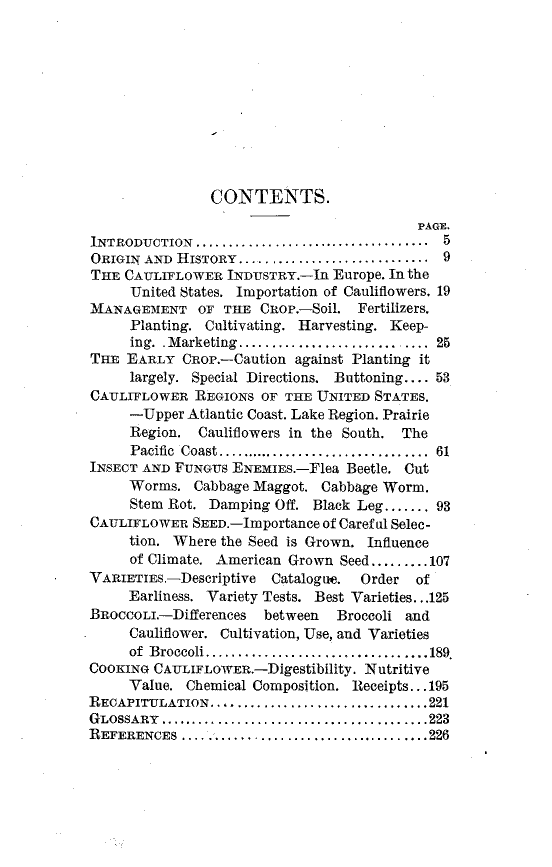 CONTENTS.
PAGE.
INTRODUCTION .................................. 5
ORIGIN AND HISTORY............................ 9
THE CAULIFLOWER INDUSTRY.—In Europe. In the
United States. Importation of Cauliflowers. 19
MANAGEMENT OF THE CROP.—Soil. Fertilizers.
Planting. Cultivating. Harvesting. Keep-
ing. Marketing............................ 25
THE EARLY CROP.—Caution against Planting it
largely. Special Directions. Buttoning.... 53
CAULIFLOWER REGIONS OF THE UNITED STATES.
—Upper Atlantic Coast. Lake Region. Prairie
Region. Cauliflowers in the South. The
Pacific Coast............................... 61
INSECT AND FUNGUS ENEMIES.—Flea Beetle. Cut
Worms. Cabbage Maggot. Cabbage Worm.
Stem Rot. Damping Off. Black Leg....... 93
CAULIFLOWER SEED.—Importance of Careful Selec-
tion. Where the Seed is Grown. Influence
of Climate. American Grown Seed.........107
VARIETIES.—Descriptive Catalogue. Order of
Earliness. Variety Tests. Best Varieties...125
BROCCOLI.—Differences between Broccoli and
Cauliflower. Cultivation, Use, and Varieties
of Broccoli.................................189
COOKING CAULIFLOWER.—Digestibility. Nutritive
Value. Chemical Composition. Receipts...195
RECAPITULATION................................221
GLOSSARY .......................................223
REFERENCES ....................................226